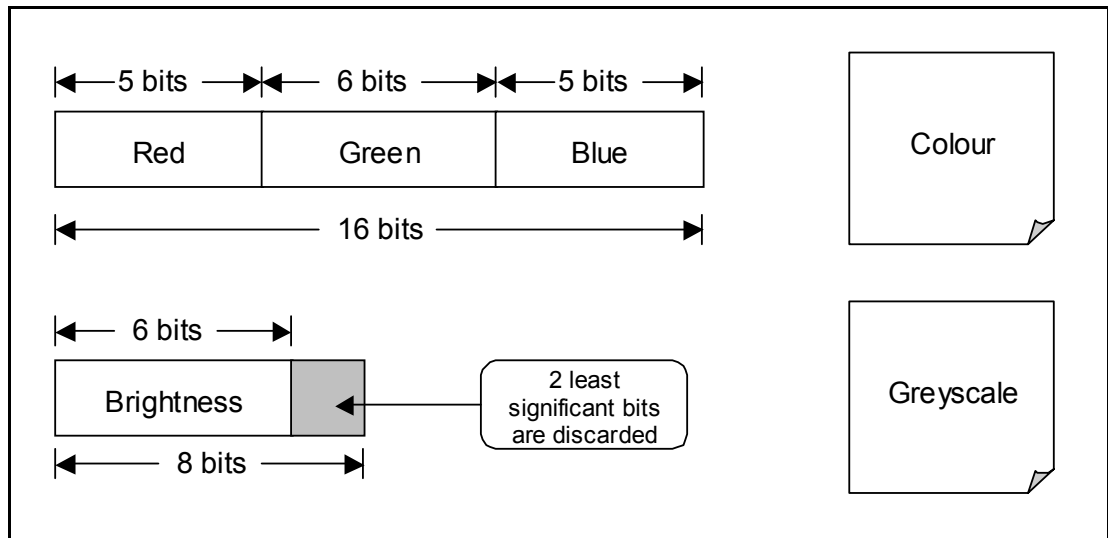 5 bits
6 bits
5 bits
Red
Green
Blue
16 bits
Colour
6 bits
Brightness
8 bits
2 least
significant bits
are discarded
Greyscale